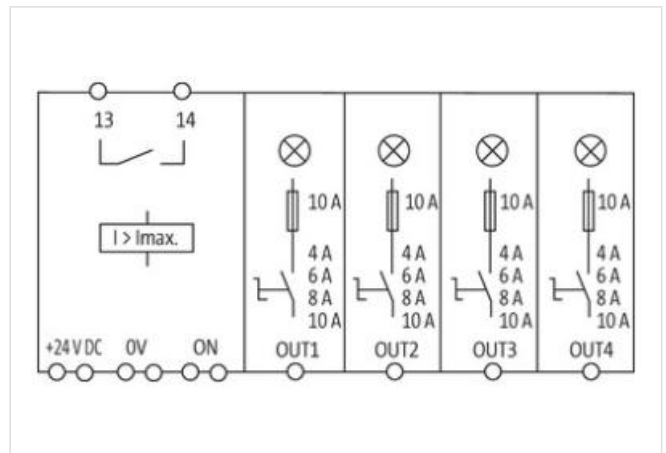 13 14
10 A 10 A 10 A 10 A
I > Imax.
4 A 4 A 4 A 4 A
6 A 6 A 6 A 6 A
8 A 8 A 8 A 8 A
10 A 10 A 10 A 10 A
+24 V DC 0V ON OUT1 OUT2 OUT3 OUT4